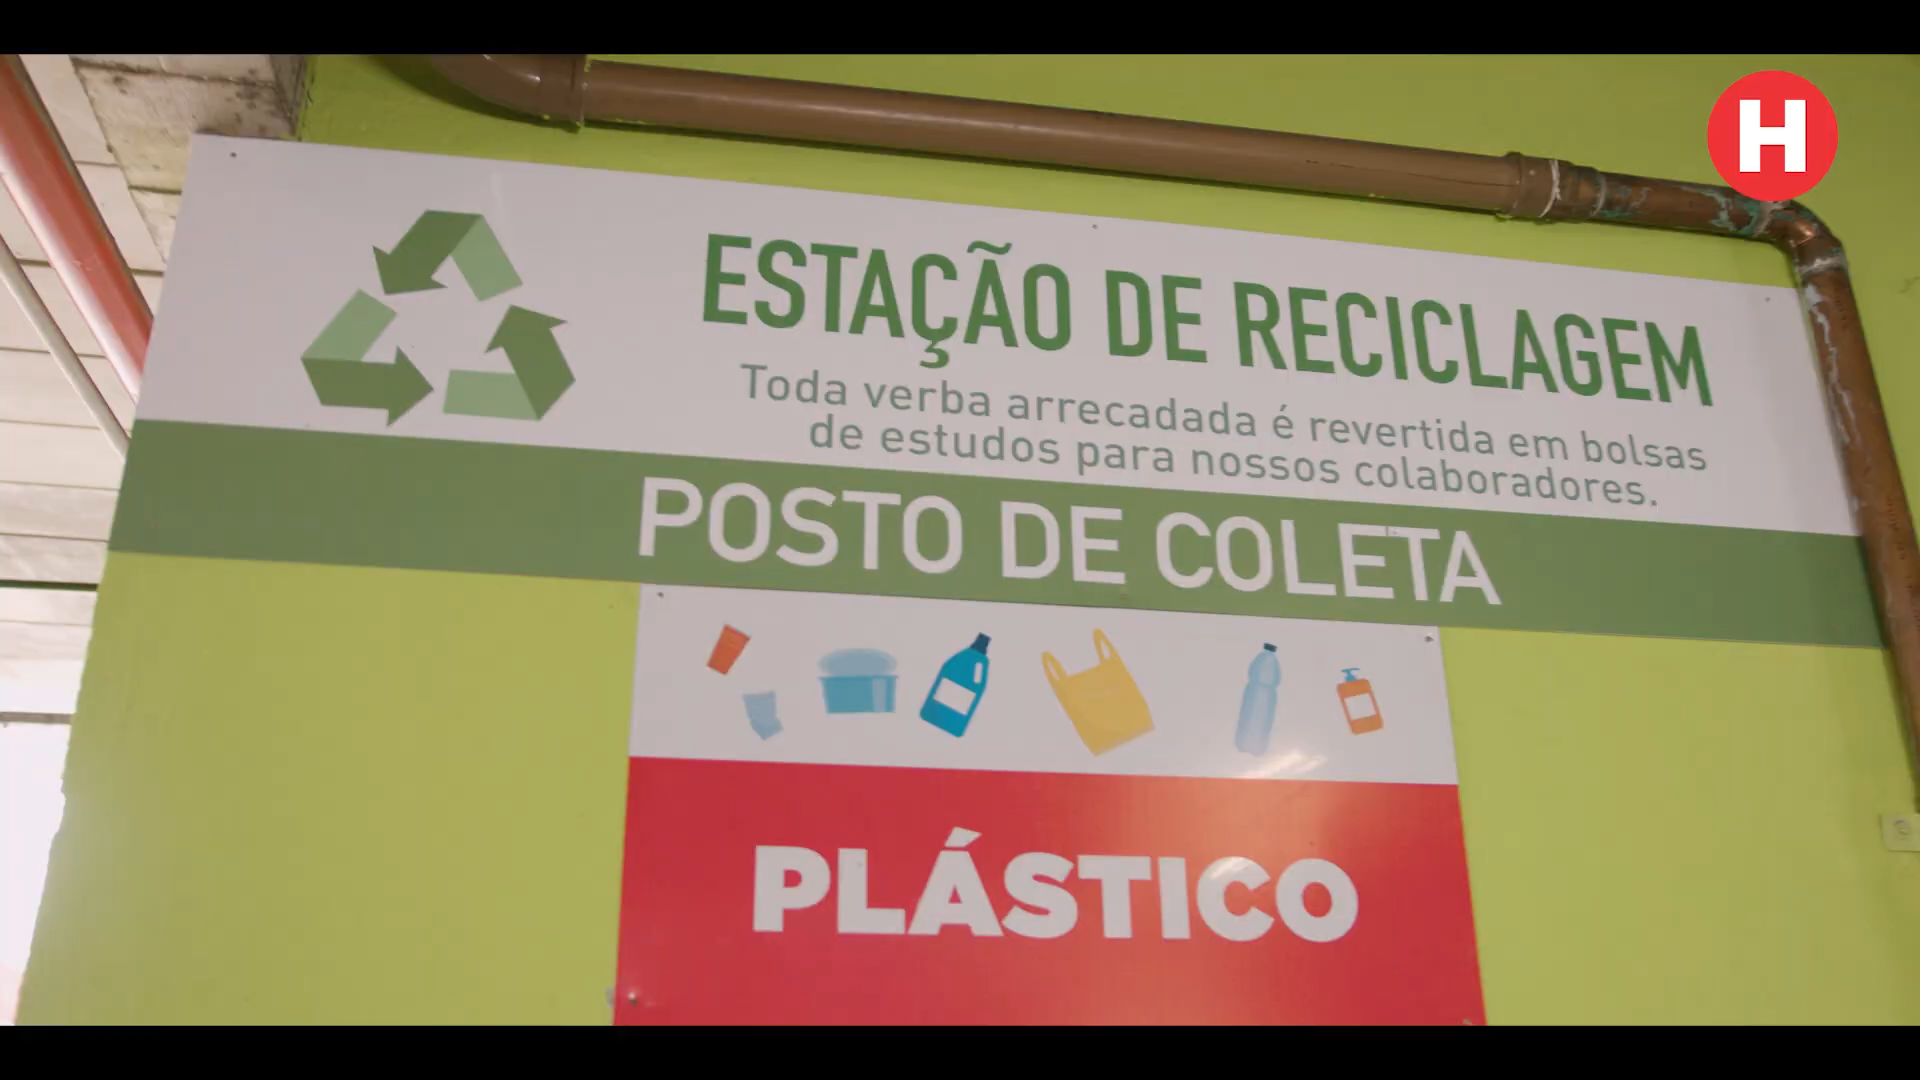 H
ESTAÇÃO DE RECICLAGEM
Toda verba arrecadada é revertida em bolsas
de estudos para nossos colaboradores.
POSTO DE COLETA
PLÁSTICO